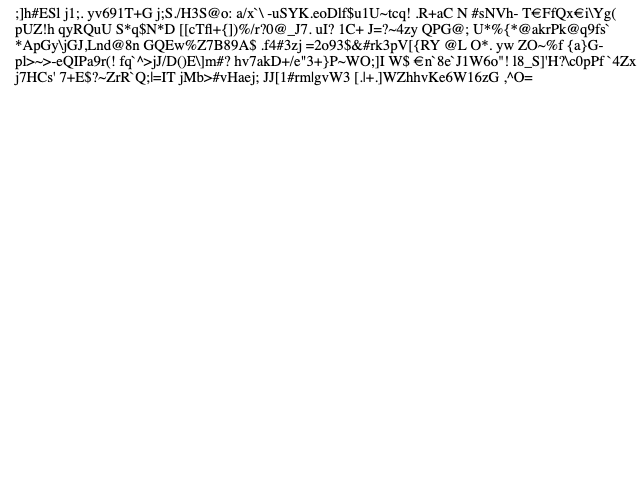 ;]h#ESl j1;. yv691T+G j;S./H3S@o: a/x`\ -uSYK.eoDlf$u1U~tcq! .R+aC N #sNVh- T€FfQx€i\Yg(
pUZ!h qyRQuU S*q$N*D [[cTfl+{])%/r?0@_J7. uI? 1C+ J=?~4zy QPG@; U*%{*@akrPk@q9fs`
*ApGy\jGJ,Lnd@8n GQEw%Z7B89A$ .f4#3zj =2o93$&#rk3pV[{RY @L O*. yw ZO~%f {a}G-
pl>~>-eQIPa9r(! fq`^>jJ/D()E\]m#? hv7akD+/e"3+}P~WO;]I W$ €n`8e`J1W6o"! l8_S]'H?\c0pPf`4Zx
j7HCs' 7+E$?~ZrR`Q;l=IT jMb>#vHaej; JJ[1#rm!gvW3 [.l+.]WZhhvKe6W16zG ,^O=